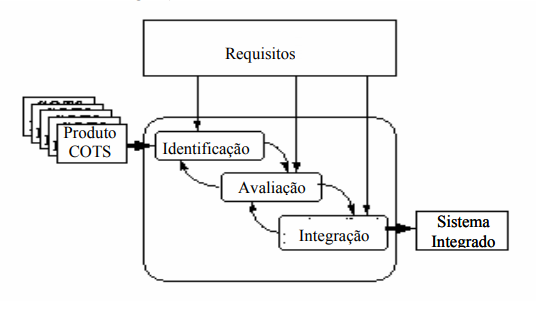 Requisitos
Produto
COTS
Identificação
Avaliação
Integração
Sistema
Integrado